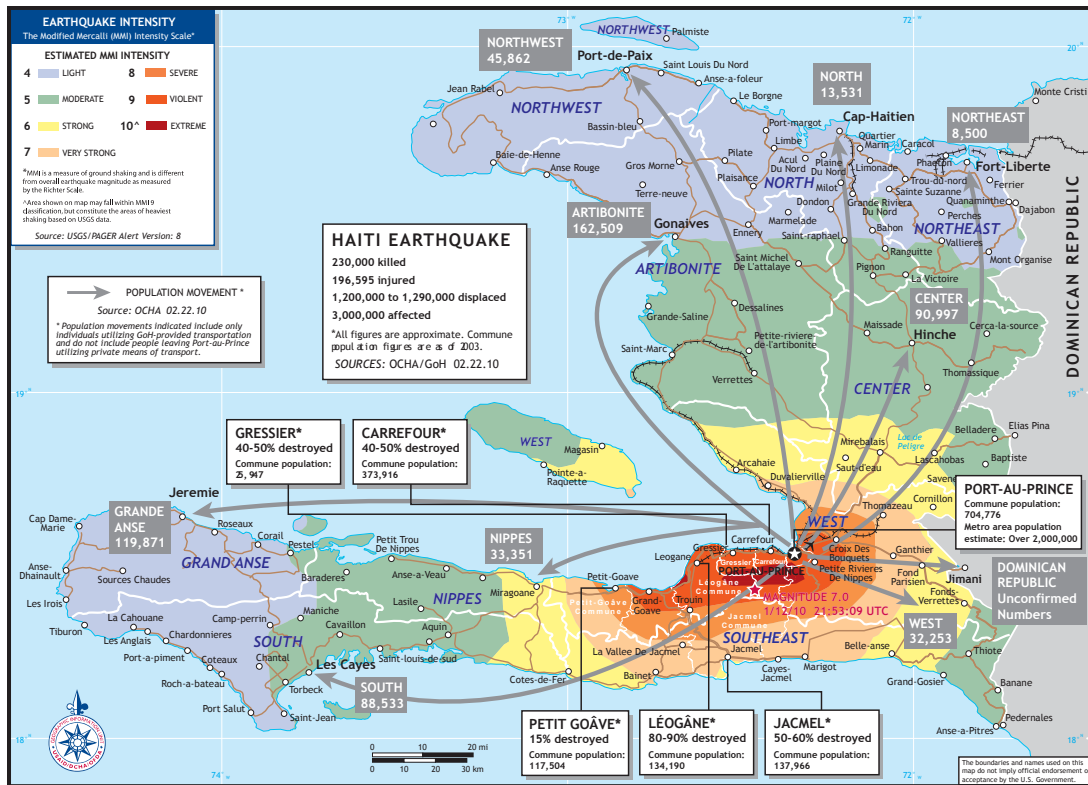 EARTHQUAKE INTENSITY
The Modified Mercalli (MMI) Intensity Scale*
ESTIMATED MMI INTENSITY
4 LIGHT
8 SEVERE
5 MODERATE
9 VIOLENT
6 STRONG
10^ EXTREME
7 VERY STRONG
*MMI is a measure of ground shaking and is different
from overall earthquake magnitude as measured
by the Richter Scale.
^Area shown on map may fall within MMI 9
classification, but constitute the areas of heaviest
shaking based on USGS data.
Source: USGS/PAGER Alert Version: 8
POPULATION MOVEMENT *
Source: OCHA 02.22.10
* Population movements indicated include only
individuals utilizing GoH-provided transportation
and do not include people leaving Port-au-Prince
utilizing private means of transport.
HAITI EARTHQUAKE
230,000 killed
196,595 injured
1,200,000 to 1,290,000 displaced
3,000,000 affected
*All figures are approximate. Commune
population figures are as of 2003.
SOURCES: OCHA/GoH 02.22.10
73°
72°
20°
19°
19°
18°
18°
74°
72°
NORTHWEST
Palmiste
NORTHWEST
45,862
Port-de-Paix
Saint Louis Du Nord
Anse-a-foleur
Jean Rabel
NORTHWEST
Le Borgne
Bassin-bleu
Baie-de-Henne
Anse Rouge
Gros Morne
Terre-neuve
NORTH
13,531
Cap-Haitien
Port-margot
Limbe
Quartier
Marin
Caracol
Pilate
Acul
Du Nord
Plaine
Du Nord
Limonade
Plaisance
NORTH
Milot
Dondon
Grande Riviera
Du Nord
Marmelade
Saint-raphael
Bahon
Ranguitte
Ennery
NORTHEAST
8,500
Monte Cristi
Phaeton
Fort-Liberte
Trou-du-nord
Sainte Suzanne
Ferrier
Quanaminthe
Dajabon
Perches
NORTHEAST
Vallieres
Mont Organise
DOMINICAN REPUBLIC
ARTIBONITE
162,509
Gonaives
ARTIBONITE
Saint Michel
De L'attalaye
Pignon
La Victoire
Grande-Saline
Dessalines
Petite-riviere
de-l'artibonite
Saint-Marc
Verrettes
CENTER
90,997
Maissade
Hinche
Cerca-la-source
Thomassique
CENTER
Belladere
Elias Pina
Mirebalais
Lac de
Peligre
Lascahobas
Baptiste
Saut-d'eau
Savene
Cornillon
Arcahaie
Duvalierville
Thomazeau
WEST
Magasin
Pointe-a-
Raquette
GRESSIER*
40-50% destroyed
Commune population:
25,947
CARREFOUR*
40-50% destroyed
Commune population:
373,916
PORT-AU-PRINCE
Commune population:
704,776
Metro area population
estimate: Over 2,000,000
WEST
Croix Des
Bouquets
Ganthier
Petite Rivieres
De Nippes
Fond
Parisien
Jimani
Fonds-
Verrettes
DOMINICAN
REPUBLIC
Unconfirmed
Numbers
WEST
32,253
Leogane
Gressier
Carrefour
Gressier
Carrefour
PORT-AU-PRINCE
Léogâne
Commune
MAGNITUDE 7.0
1/12/10 21:53:09 UTC
Jacmel
Commune
SOUTHEAST
Petit-Goave
Petit-Goâve
Commune
Grand-
Goave
Trouin
La Vallee De Jacmel
Jacmel
Bainet
Cayes-
Jacmel
Marigot
Belle-anse
Thiote
Grand-Gosier
Banane
Pedernales
Anse-a-Pitres
Jeremie
GRANDE
ANSE
119,871
Cap Dame-
Marie
Roseaux
Corail
Pestel
GRAND ANSE
Anse-
Dhainault
Sources Chaudes
Les Irois
Tiburon
La Cahouane
Les Anglais
Chardonnieres
Port-a-piment
Coteaux
Roch-a-bateau
Port Salut
Camp-perrin
SOUTH
Chantal
Torbeck
Saint-Jean
Maniche
Cavaillon
Les Cayes
SOUTH
88,533
Saint-louis-de-sud
Aquin
Lasile
Petit Trou
De Nippes
Baraderes
Anse-a-Veau
NIPPES
Miragoane
NIPPES
33,351
Cotes-de-Fer
PETIT GOÂVE*
15% destroyed
Commune population:
117,504
LÉOGÂNE*
80-90% destroyed
Commune population:
134,190
JACMEL*
50-60% destroyed
Commune population:
137,966
0 10 20 mi
0 10 20 30 km
The boundaries and names used on this
map do not imply official endorsement or
acceptance by the U.S. Government.